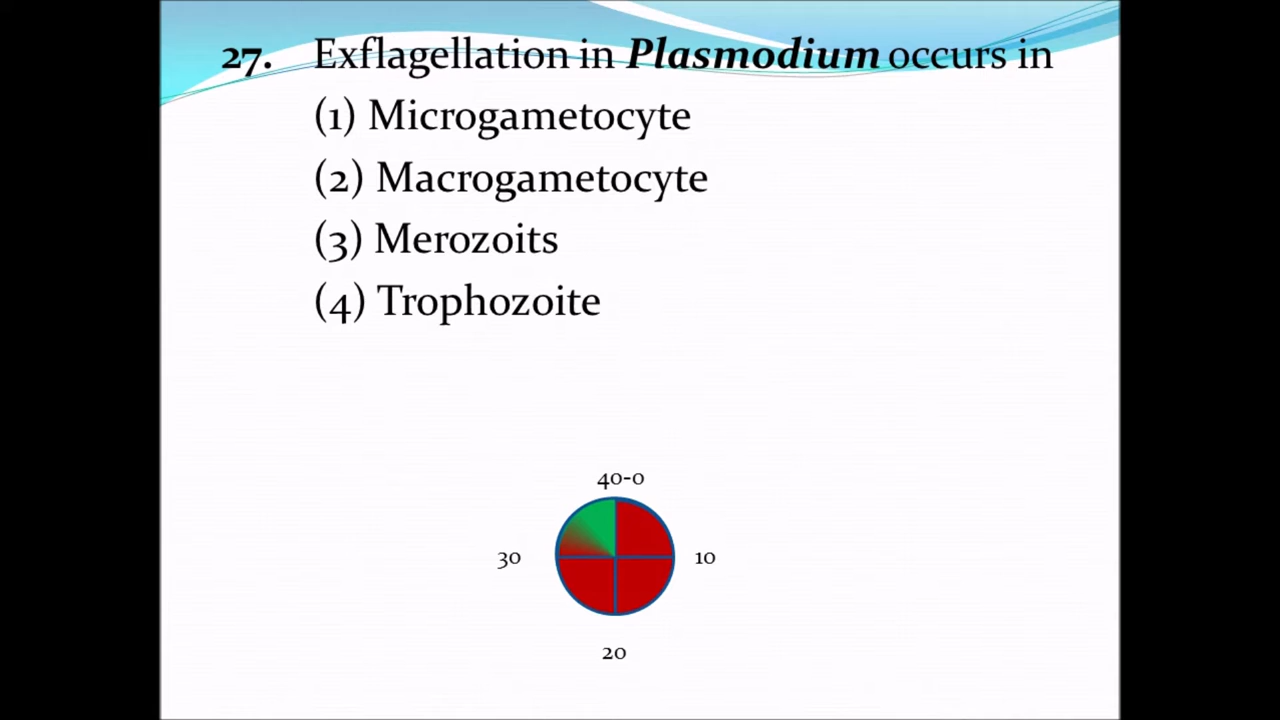 27. Exflagellation in Plasmodium occurs in
(1) Microgametocyte
(2) Macrogametocyte
(3) Merozoits
(4) Trophozoite
40-0
30
10
20